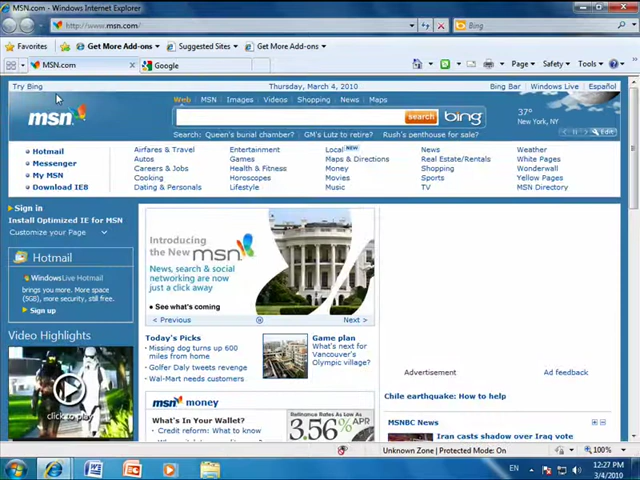 MSN.com - Windows Internet Explorer
http://www.msn.com/
Bing
Favorites
Get More Add-ons
Suggested Sites
Get More Add-ons
MSN.com
Google
Page
Safety
Tools
Try Bing
Thursday, March 4, 2010
Bing Bar
Windows Live
Español
msn
Web
MSN
Images
Videos
Shopping
News
Maps
search
bing
Search: Queen's burial chamber? GM's Lutz to retire? Rush's penthouse for sale?
37°
New York, NY
Edit
Hotmail
Messenger
My MSN
Download IE8
Airfares & Travel
Autos
Careers & Jobs
Cooking
Dating & Personals
Entertainment
Games
Health & Fitness
Horoscopes
Lifestyle
Local NEW
Maps & Directions
Money
Movies
Music
News
Real Estate/Rentals
Shopping
Sports
TV
Weather
White Pages
Wonderwall
Yellow Pages
MSN Directory
Sign in
Install Optimized IE for MSN
Customize your Page
Hotmail
WindowsLive Hotmail
brings you more. More space
(5GB), more security, still free.
Sign up
Video Highlights
click to play
Introducing
the New msn
News, search & social
networking are now
just a click away
See what's coming
< Previous
Next >
Today's Picks
Missing dog turns up 600
miles from home
Golfer Daly tweets revenge
Wal-Mart needs customers
Game plan
What's next for
Vancouver's
Olympic village?
msn money
What's In Your Wallet?
Credit reform: What to know
Refinance Rates As Low As
3.56% APR
Advertisement
Ad feedback
Chile earthquake: How to help
MSNBC News
Iran casts shadow over Iraq vote
Unknown Zone | Protected Mode: On
100%
EN
12:27 PM
3/4/2010